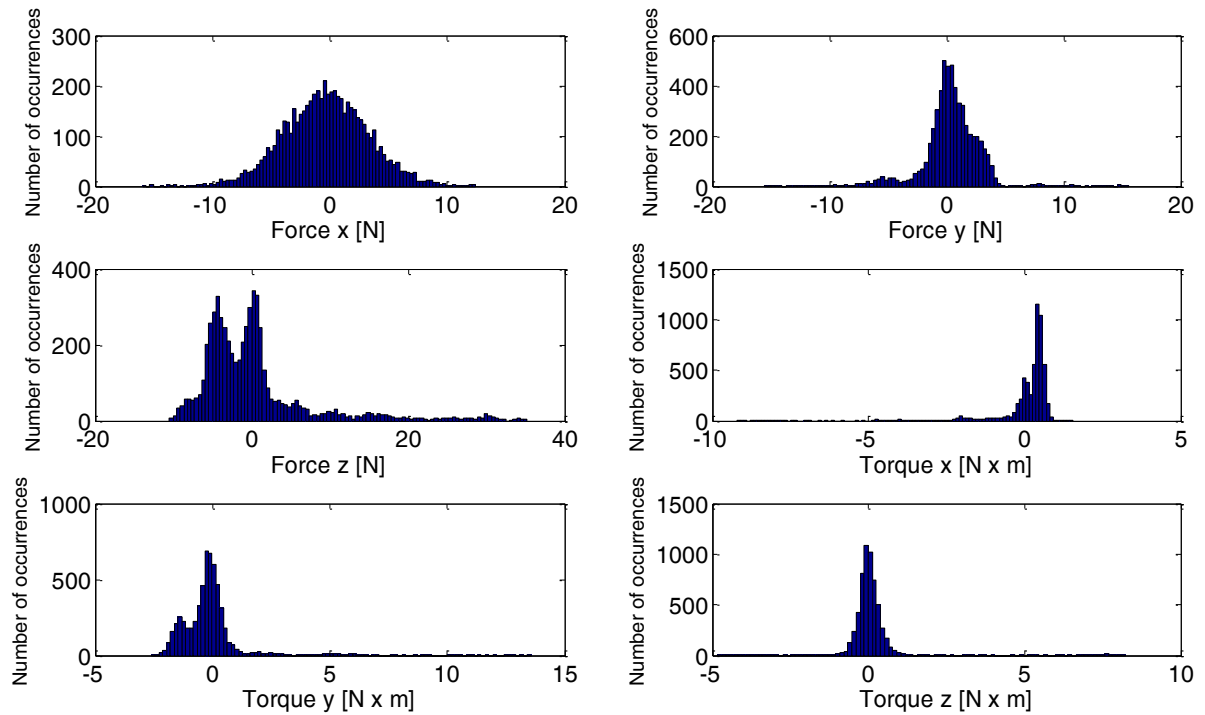 Number of occurrences
300
200
100
0
-20 -10 0 10 20
Force x [N]
Number of occurrences
600
400
200
0
-20 -10 0 10 20
Force y [N]
Number of occurrences
400
200
0
-20 0 20 40
Force z [N]
Number of occurrences
1500
1000
500
0
-10 -5 0 5
Torque x [N x m]
Number of occurrences
1000
500
0
-5 0 5 10 15
Torque y [N x m]
Number of occurrences
1500
1000
500
0
-5 0 5 10
Torque z [N x m]